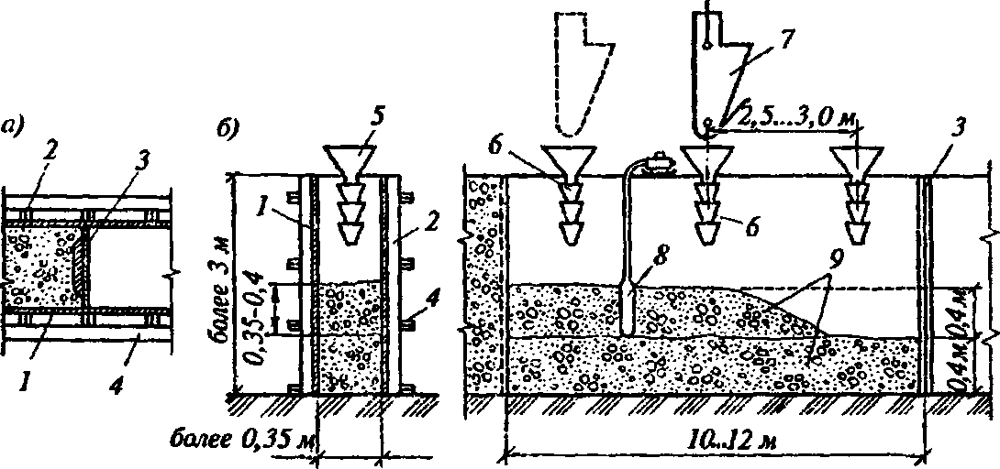 а)
2
3
1
4
б)
5
1
2
4
более 3 м
0,35-0,4
более 0,35 м
7
2,5...3,0 м
6
3
6
8
9
0,4 м
0,4 м
10...12 м